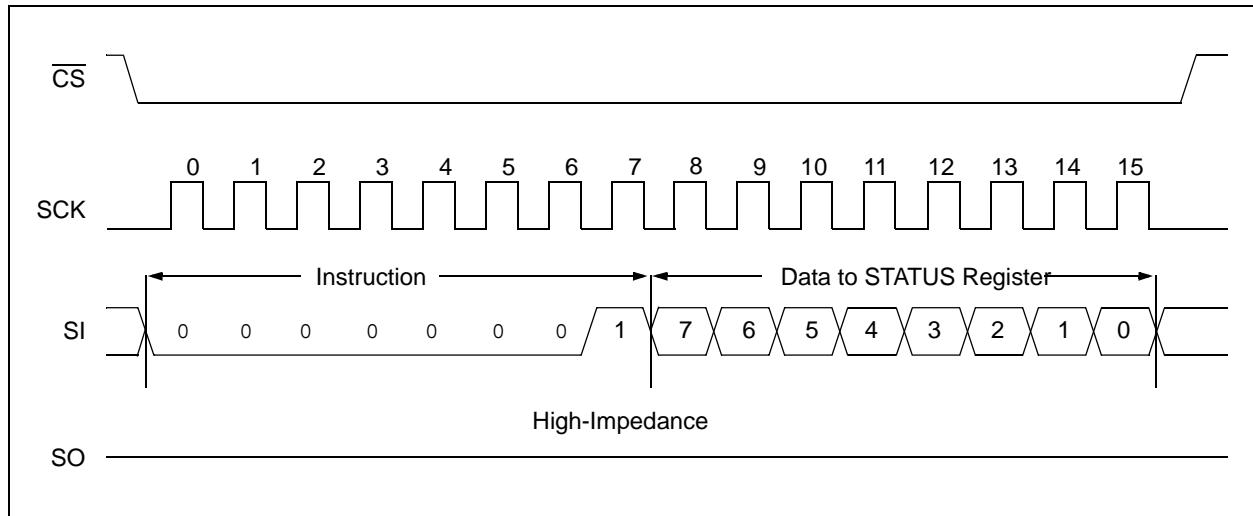 CS
0 1 2 3 4 5 6 7 8 9 10 11 12 13 14 15
SCK
Instruction Data to STATUS Register
SI 0 0 0 0 0 0 0 1 7 6 5 4 3 2 1 0
High-Impedance
SO